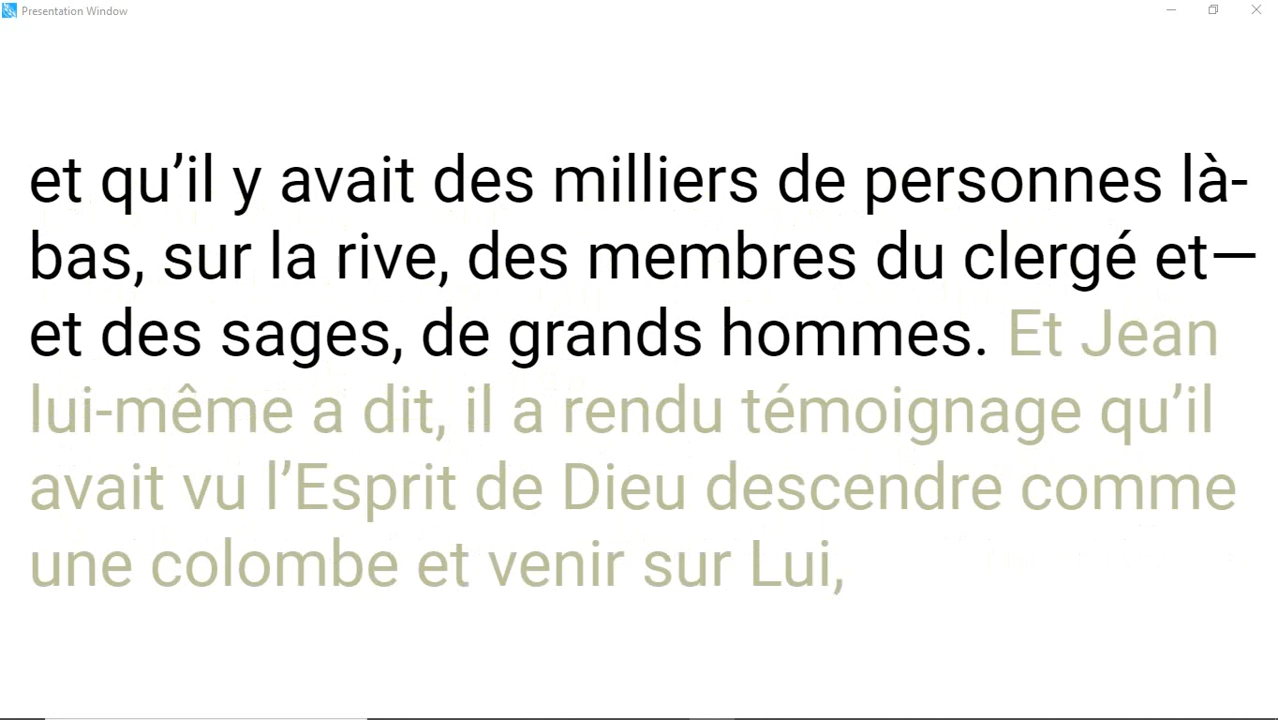 Presentation Window
et qu’il y avait des milliers de personnes là-
bas, sur la rive, des membres du clergé et—
et des sages, de grands hommes. Et Jean
lui-même a dit, il a rendu témoignage qu’il
avait vu l’Esprit de Dieu descendre comme
une colombe et venir sur Lui,